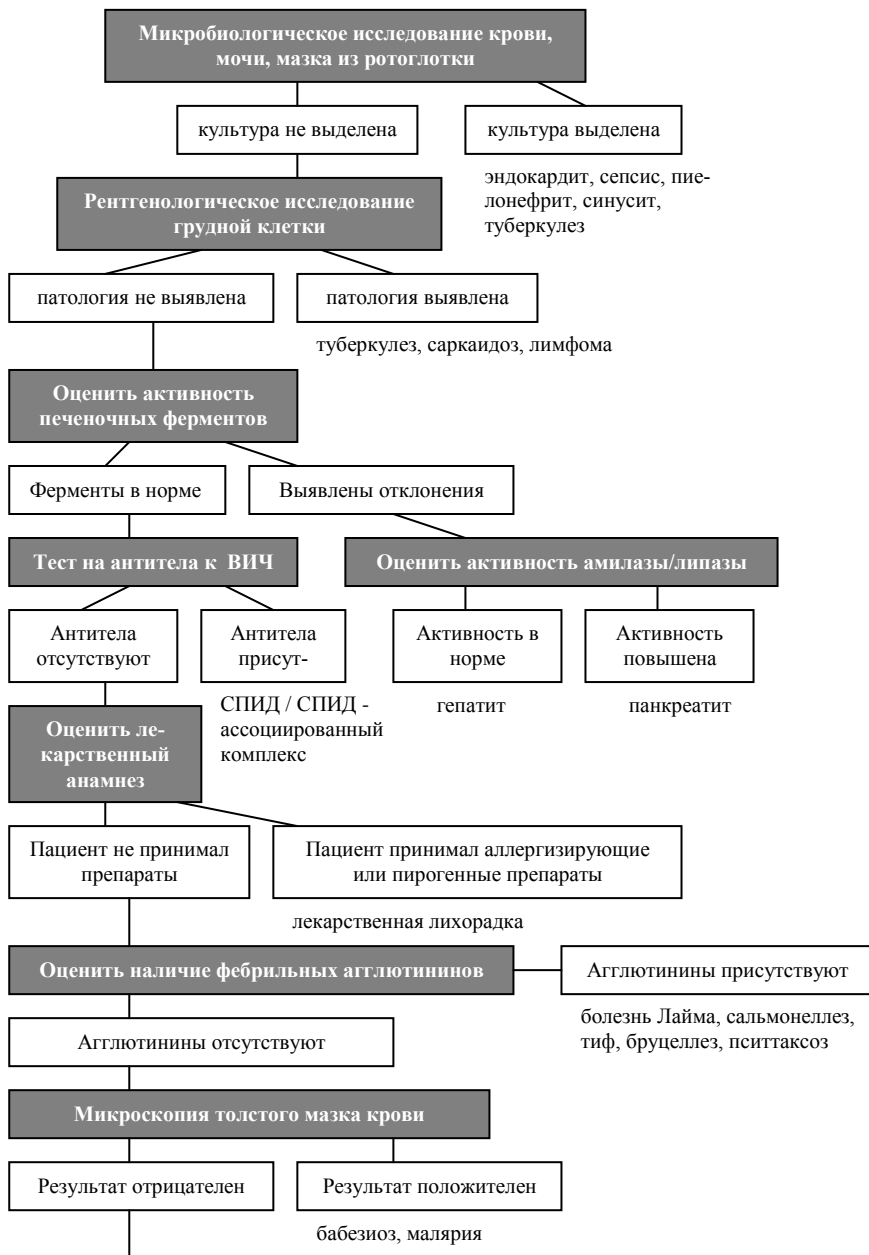 Микробиологическое исследование крови,
мочи, мазка из ротоглотки
культура не выделена
культура выделена
эндокардит, сепсис, пие-
лонефрит, синусит,
туберкулез
Рентгенологическое исследование
грудной клетки
патология не выявлена
патология выявлена
туберкулез, саркаидоз, лимфома
Оценить активность
печеночных ферментов
Ферменты в норме
Выявлены отклонения
Тест на антитела к ВИЧ
Оценить активность амилазы/липазы
Антитела
отсутствуют
Антитела
присут-
Активность в
норме
Активность
повышена
СПИД / СПИД -
ассоциированный
комплекс
гепатит
панкреатит
Оценить ле-
карственный
анамнез
Пациент не принимал
препараты
Пациент принимал аллергизирующие
или пирогенные препараты
лекарственная лихорадка
Оценить наличие фебрильных агглютининов
Агглютинины присутствуют
болезнь Лайма, сальмонеллез,
тиф, бруцеллез, пситтаксоз
Агглютинины отсутствуют
Микроскопия толстого мазка крови
Результат отрицателен
Результат положителен
бабезиоз, малярия